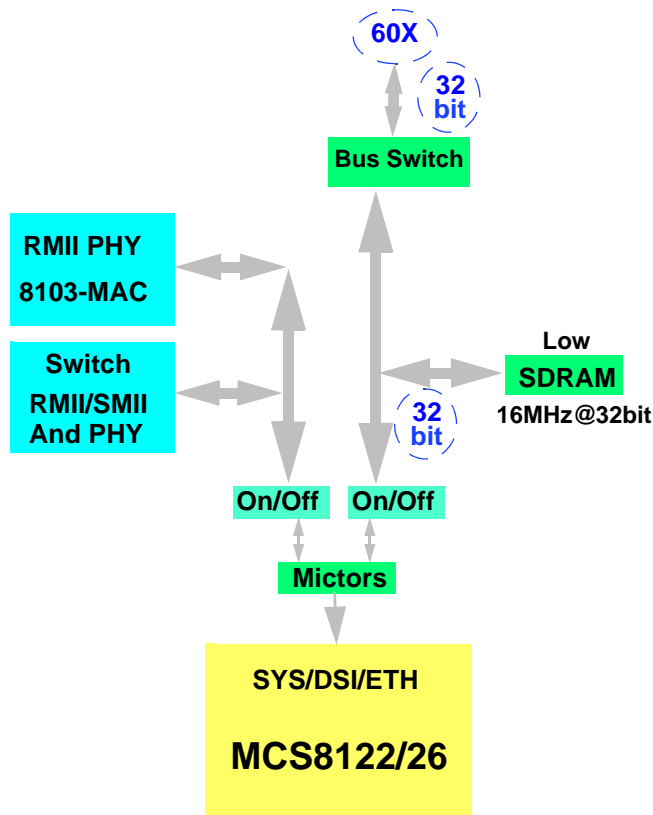 60X
32
bit
Bus Switch
RMII PHY
8103-MAC
Switch
RMII/SMII
And PHY
Low
SDRAM
16MHz@32bit
32
bit
On/Off
On/Off
Mictors
SYS/DSI/ETH
MCS8122/26